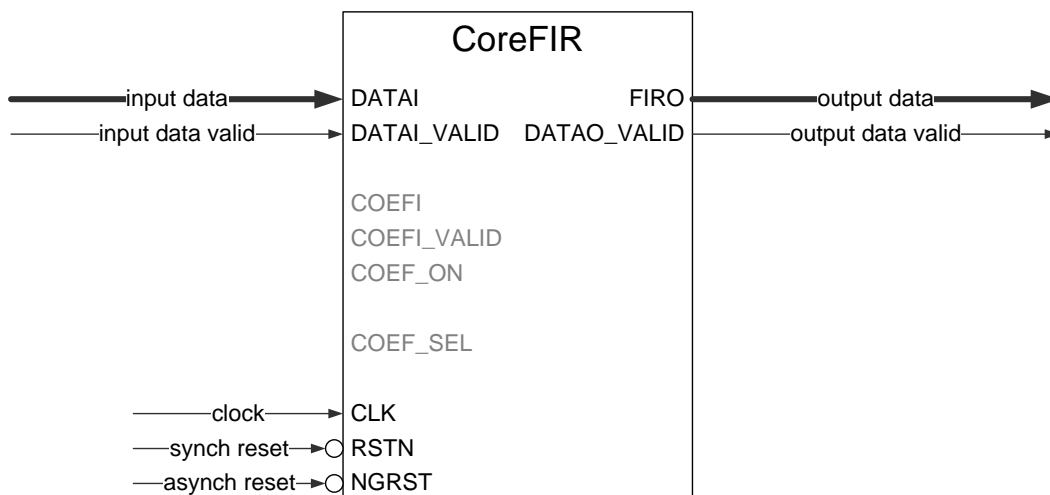 CoreFIR
input data DATAI FIRO output data
input data valid DATAI_VALID DATAO_VALID output data valid
COEFI
COEFI_VALID
COEF_ON
COEF_SEL
clock CLK
synch reset RSTN
asynch reset NGRST